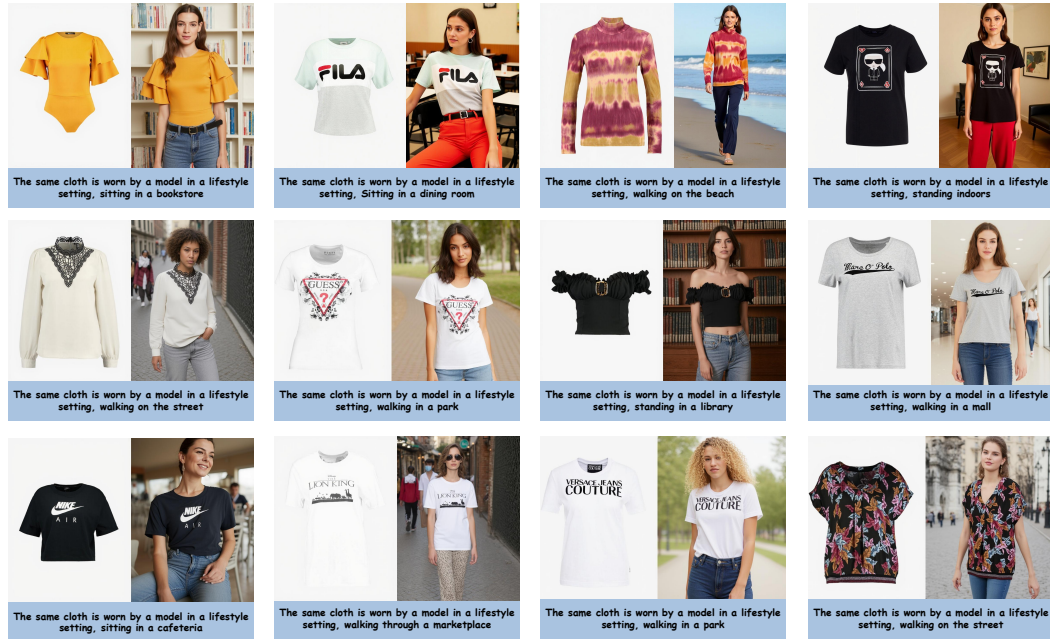 FILA
FILA
The same cloth is worn by a model in a lifestyle
setting, sitting in a bookstore
The same cloth is worn by a model in a lifestyle
setting, Sitting in a dining room
The same cloth is worn by a model in a lifestyle
setting, walking on the beach
The same cloth is worn by a model in a lifestyle
setting, standing indoors
GUESS
?
GUESS
?
Marc O' Polo
Marc O' Polo
The same cloth is worn by a model in a lifestyle
setting, walking on the street
The same cloth is worn by a model in a lifestyle
setting, walking in a park
The same cloth is worn by a model in a lifestyle
setting, standing in a library
The same cloth is worn by a model in a lifestyle
setting, walking in a mall
NIKE
AIR
NIKE
AIR
LION KING
LION KING
VERSACE JEANS
COUTURE
VERSACE JEANS
COUTURE
The same cloth is worn by a model in a lifestyle
setting, sitting in a cafeteria
The same cloth is worn by a model in a lifestyle
setting, walking through a marketplace
The same cloth is worn by a model in a lifestyle
setting, walking in a park
The same cloth is worn by a model in a lifestyle
setting, walking on the street